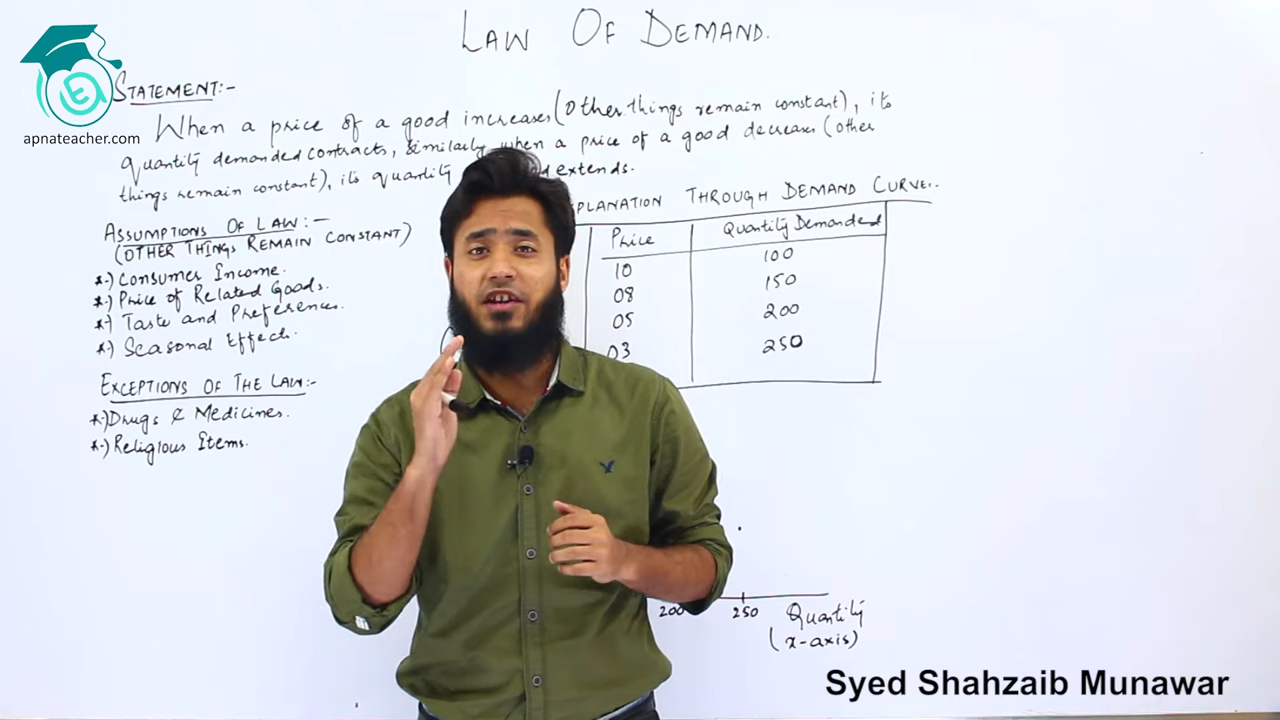 LAW OF DEMAND.
apnateacher.com
STATEMENT:-
When a price of a good increases (Other things remain constant), its
quantity demanded contracts, similarly when a price of a good decreases (other
things remain constant), its quantity extends.
ASSUMPTIONS OF LAW:-
(OTHER THINGS REMAIN CONSTANT)
*·) Consumer Income.
*·) Price of Related Goods.
*·) Taste and Preferences.
*·) Seasonal Effect.
EXCEPTIONS OF THE LAW:-
*·) Drugs & Medicines.
*·) Religious Items.
THROUGH DEMAND CURVE:.
Price Quantity Demanded
10 100
08 150
05 200
03 250
200 250 Quantity
(x-axis)
Syed Shahzaib Munawar